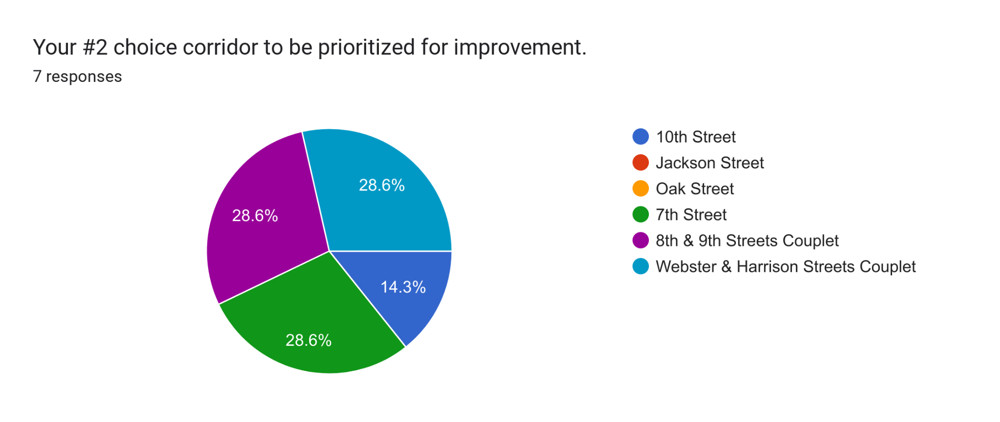 Your #2 choice corridor to be prioritized for improvement.
7 responses
28.6%
28.6%
14.3%
28.6%
10th Street
Jackson Street
Oak Street
7th Street
8th & 9th Streets Couplet
Webster & Harrison Streets Couplet